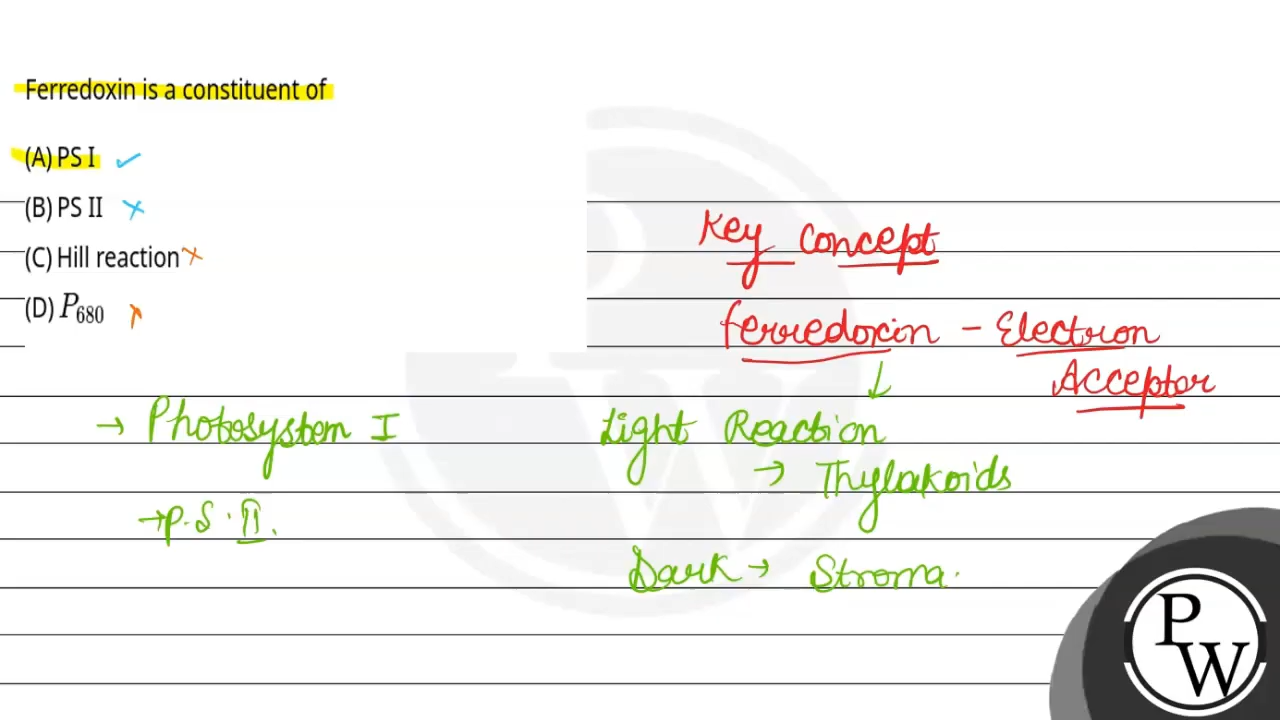 Ferredoxin is a constituent of
(A) PS I
(B) PS II
(C) Hill reaction
(D) P680
Key Concept
ferredoxin - Electron
Acceptor
→ Photosystem I
Light Reaction
→ Thylakoids
→ P.S. II.
Dark → Stroma.
P
W